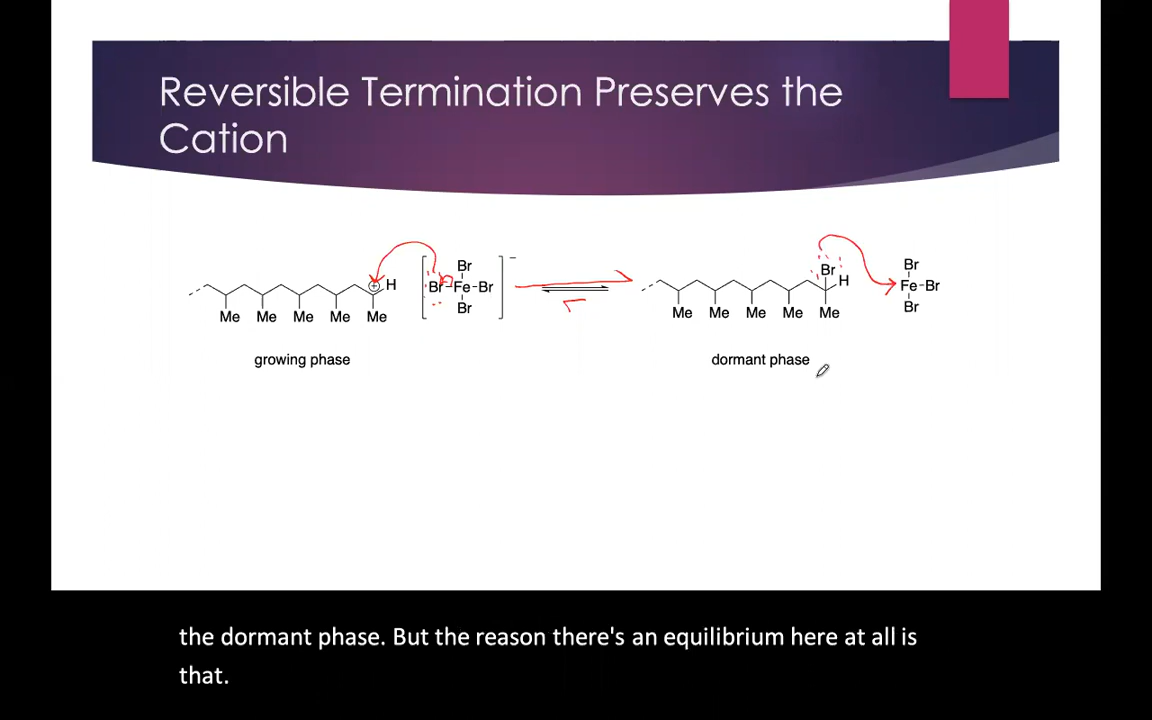 Reversible Termination Preserves the
Cation
Br
Br
Br
Br-Fe-Br
Br
H
Fe-Br
Br
H
Br
Me Me Me Me Me
Me Me Me Me Me
growing phase
dormant phase
the dormant phase. But the reason there's an equilibrium here at all is
that.